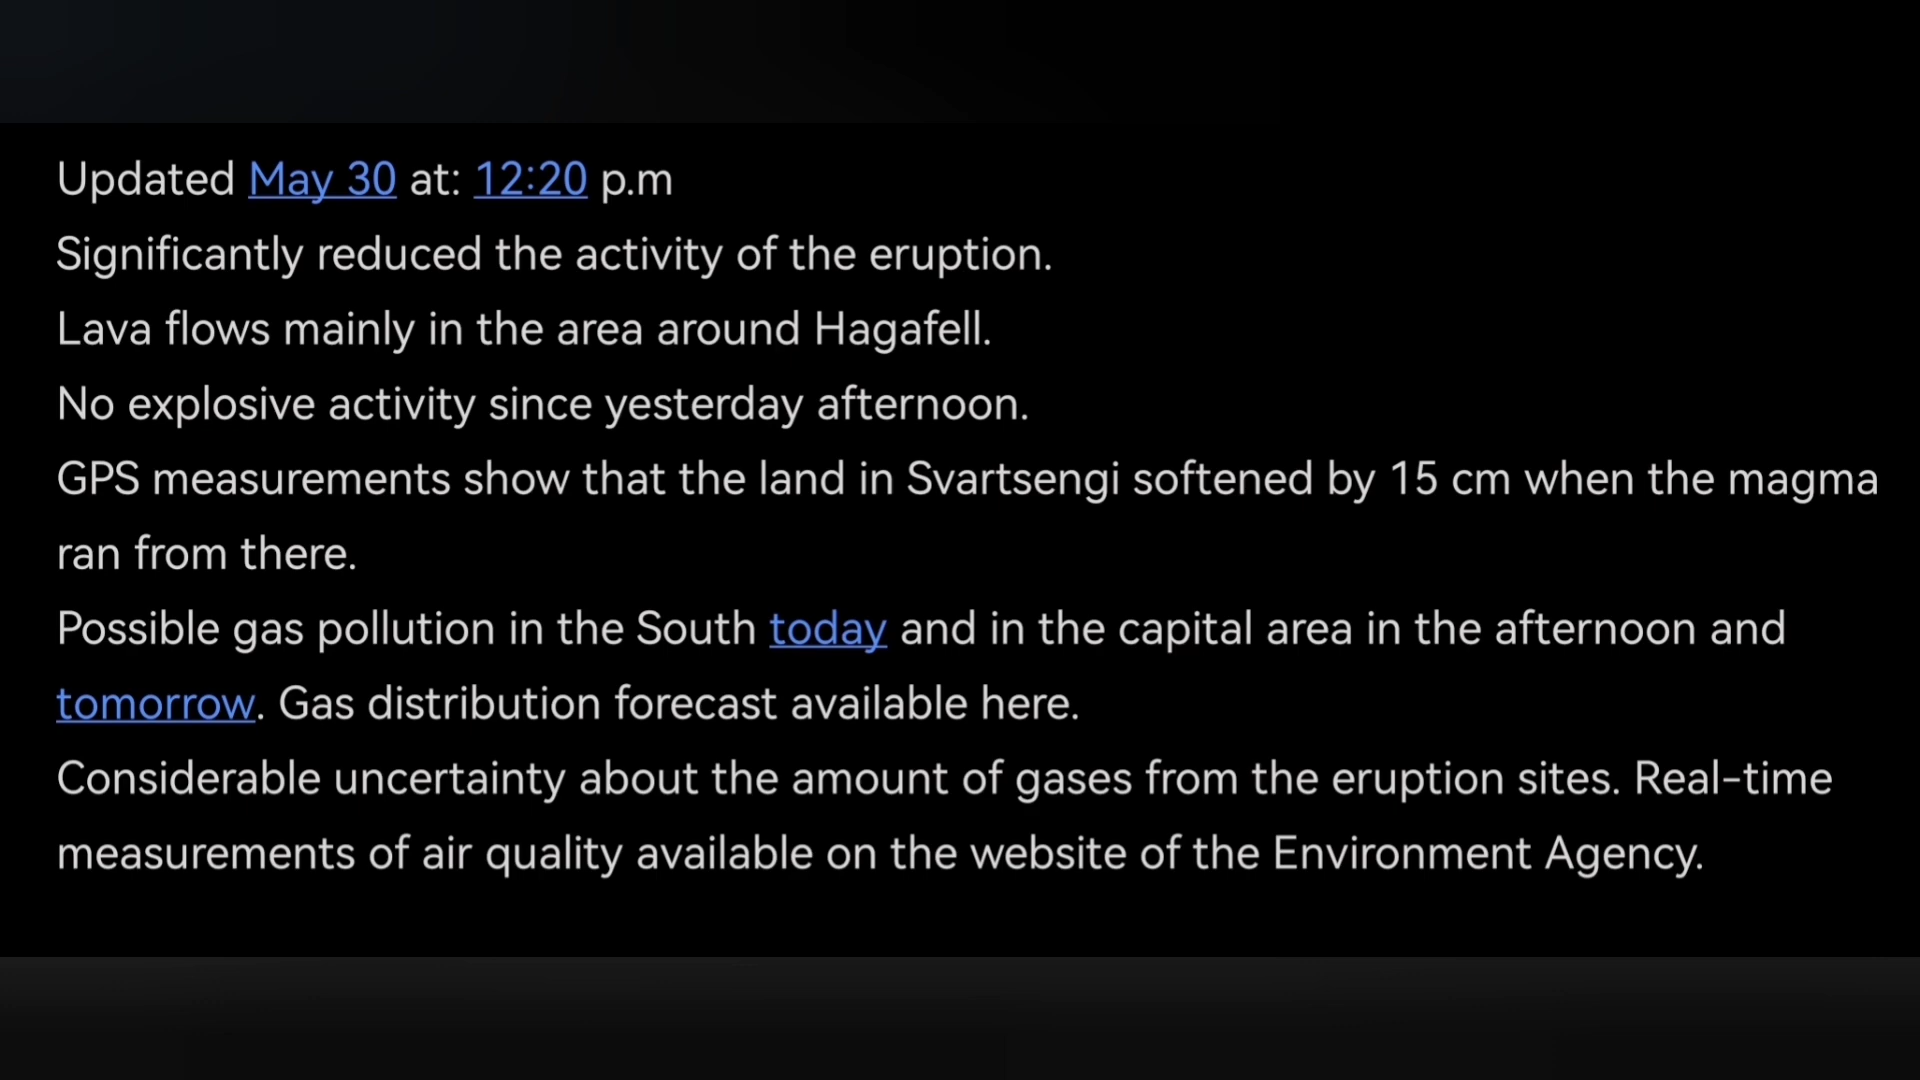 Updated May 30 at: 12:20 p.m
Significantly reduced the activity of the eruption.
Lava flows mainly in the area around Hagafell.
No explosive activity since yesterday afternoon.
GPS measurements show that the land in Svartsengi softened by 15 cm when the magma
ran from there.
Possible gas pollution in the South today and in the capital area in the afternoon and
tomorrow. Gas distribution forecast available here.
Considerable uncertainty about the amount of gases from the eruption sites. Real-time
measurements of air quality available on the website of the Environment Agency.